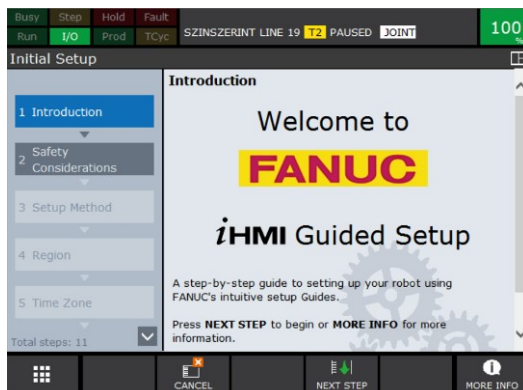 Busy Step Hold Fault
Run I/O Prod TCyc
SZINSZERINT LINE 19 T2 PAUSED JOINT
100
%
Initial Setup
1 Introduction
2 Safety
Considerations
3 Setup Method
4 Region
5 Time Zone
Total steps: 11
Introduction
Welcome to
FANUC
iHMI Guided Setup
A step-by-step guide to setting up your robot using
FANUC's intuitive setup Guides.
Press NEXT STEP to begin or MORE INFO for more
information.
CANCEL
NEXT STEP
MORE INFO